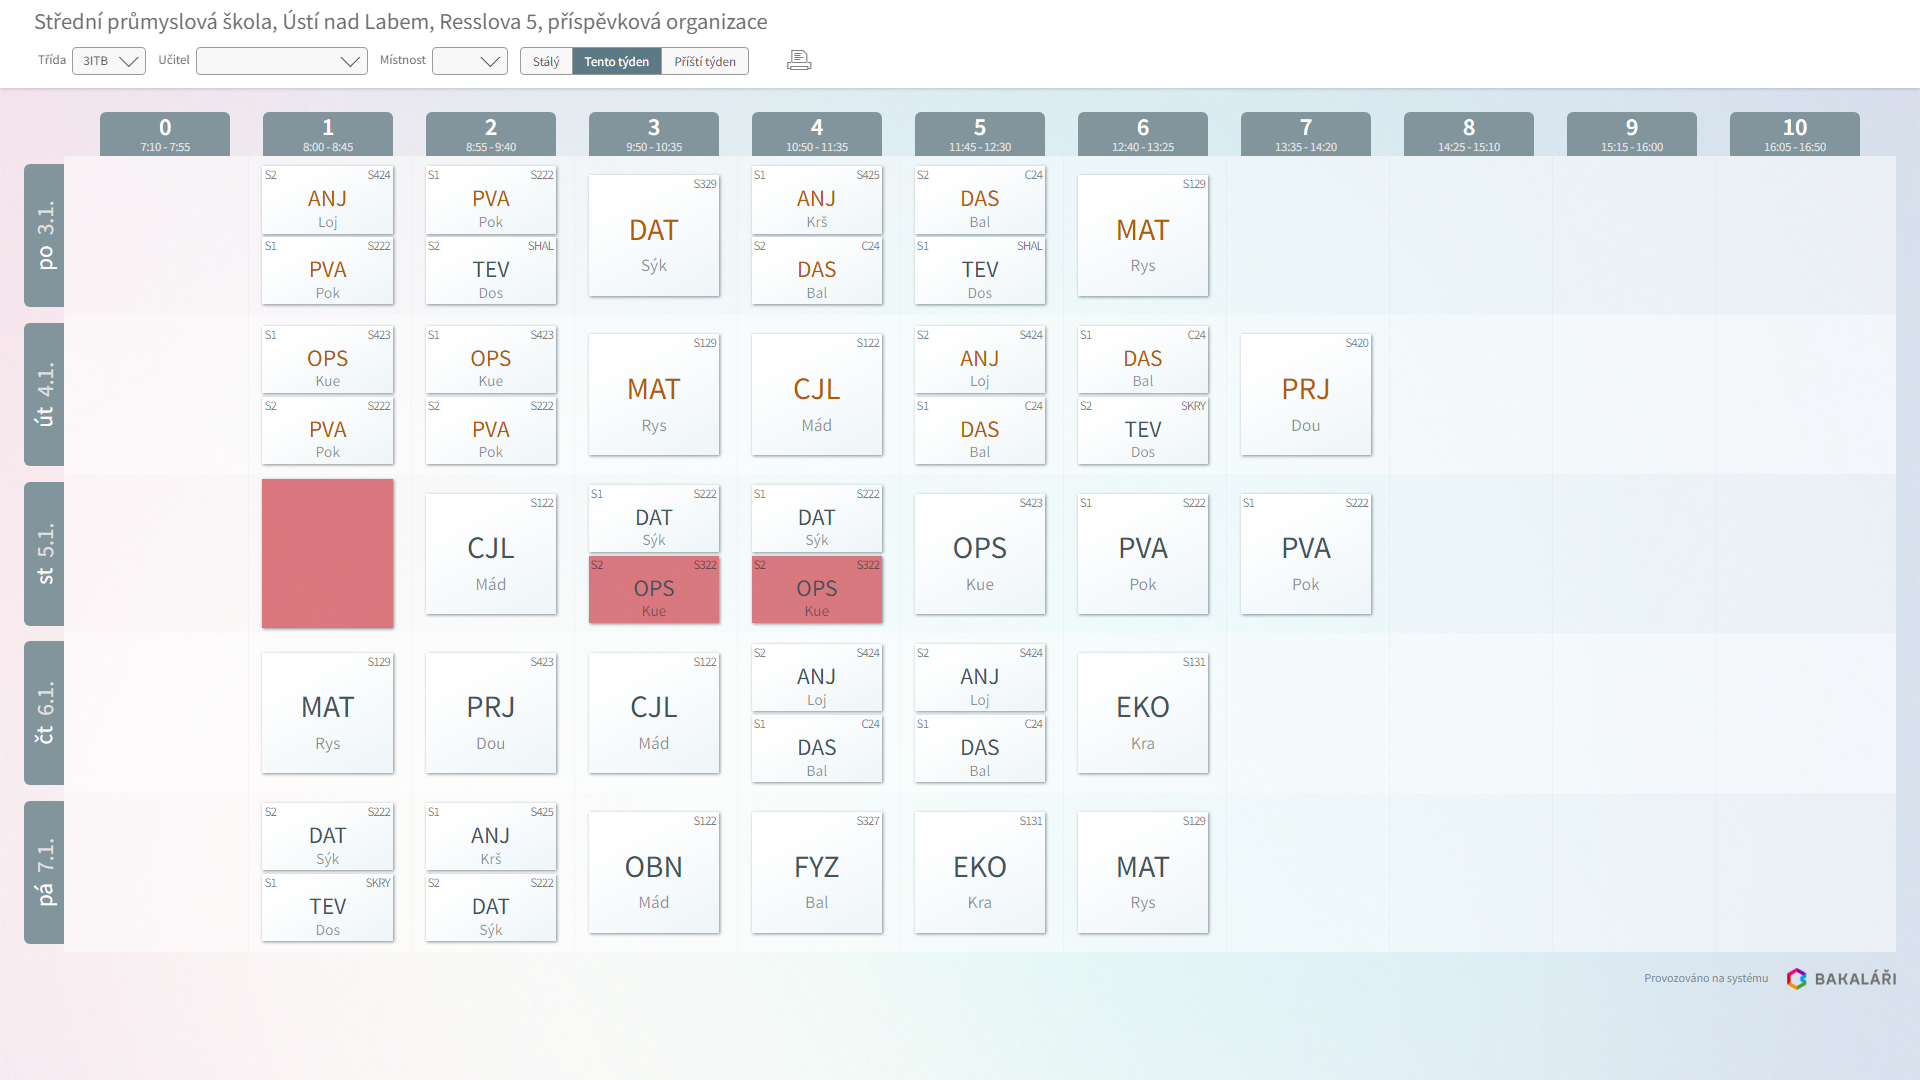 Střední průmyslová škola, Ústí nad Labem, Resslova 5, příspěvková organizace
Třída 3ITB Učitel Místnost Stálý Tento týden Příští týden
0 1 2 3 4 5 6 7 8 9 10
7:10 - 7:55 8:00 - 8:45 8:55 - 9:40 9:50 - 10:35 10:50 - 11:35 11:45 - 12:30 12:40 - 13:25 13:35 - 14:20 14:25 - 15:10 15:15 - 16:00 16:05 - 16:50
po 3.1.
S2 S424
ANJ
Loj
S1 S222
PVA
Pok
S1 S222
PVA
Pok
S2 SHAL
TEV
Dos
S329
DAT
Sýk
S1 S425
ANJ
Krš
S2 C24
DAS
Bal
S2 C24
DAS
Bal
S1 SHAL
TEV
Dos
S129
MAT
Rys
út 4.1.
S1 S423
OPS
Kue
S2 S222
PVA
Pok
S1 S423
OPS
Kue
S2 S222
PVA
Pok
S129
MAT
Rys
S122
CJL
Mád
S2 S424
ANJ
Loj
S1 C24
DAS
Bal
S1 C24
DAS
Bal
S2 SKRY
TEV
Dos
S420
PRJ
Dou
st 5.1.
S122
CJL
Mád
S1 S222
DAT
Sýk
S2 S322
OPS
Kue
S1 S222
DAT
Sýk
S2 S322
OPS
Kue
S423
OPS
Kue
S1 S222
PVA
Pok
S1 S222
PVA
Pok
čt 6.1.
S129
MAT
Rys
S423
PRJ
Dou
S122
CJL
Mád
S2 S424
ANJ
Loj
S1 C24
DAS
Bal
S2 S424
ANJ
Loj
S1 C24
DAS
Bal
S131
EKO
Kra
pá 7.1.
S2 S222
DAT
Sýk
S1 SKRY
TEV
Dos
S1 S425
ANJ
Krš
S2 S222
DAT
Sýk
S122
OBN
Mád
S327
FYZ
Bal
S131
EKO
Kra
S129
MAT
Rys
Provozováno na systému BAKALÁŘI